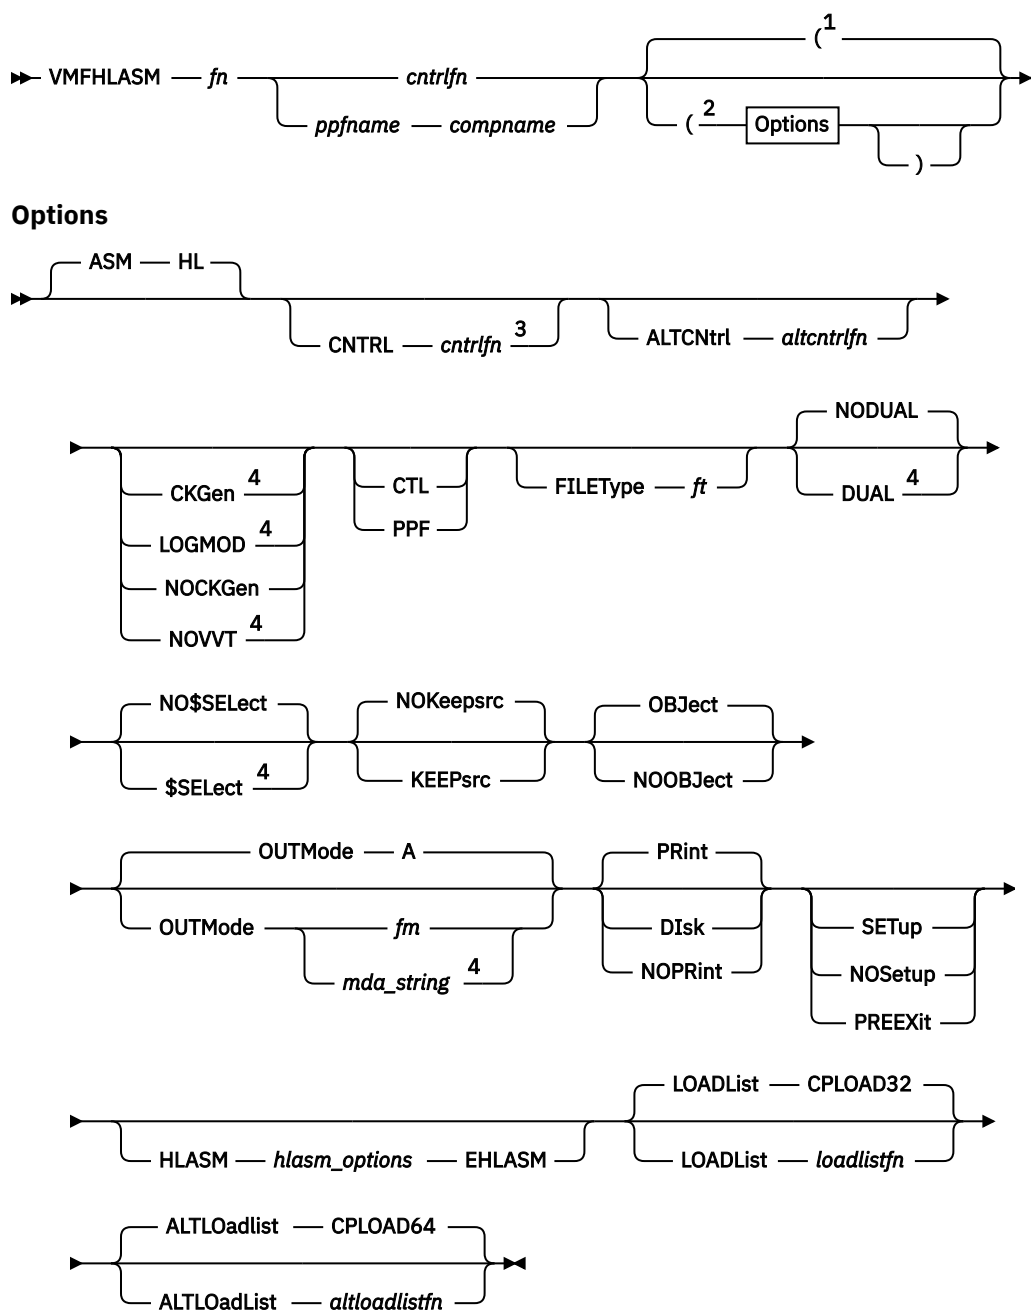 ( 1
VMFHLASM fn cntrlfn
ppfname compname ( 2 Options
)
Options
ASM HL
CNTRL cntrlfn 3 ALTCNtrl altcntrlfn
NODUAL
CKGen 4 CTL FILEType ft DUAL 4
LOGMOD 4 PPF
NOCKGen
NOVVT 4
NO$SELect NOKeepsrc OBJect
$SELect 4 KEEPsrc NOOBJect
OUTMode A PRint
OUTMode fm DIsk SETup
mda_string 4 NOPRint NOSetup
PREEXit
LOADList CPLOAD32
HLASM hlasm_options EHLASM LOADList loadlistfn
ALTLOadlist CPLOAD64
ALTLOadList altloadlistfn